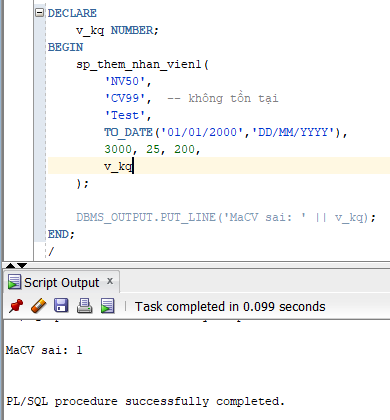 DECLARE
v_kq NUMBER;
BEGIN
sp_them_nhan_vien1(
'NV50',
'CV99', -- không tồn tại
'Test',
TO_DATE('01/01/2000','DD/MM/YYYY'),
3000, 25, 200,
v_kq
);
DBMS_OUTPUT.PUT_LINE('MaCV sai: ' || v_kq);
END;
/
Script Output x
Task completed in 0.099 seconds
MaCV sai: 1
PL/SQL procedure successfully completed.